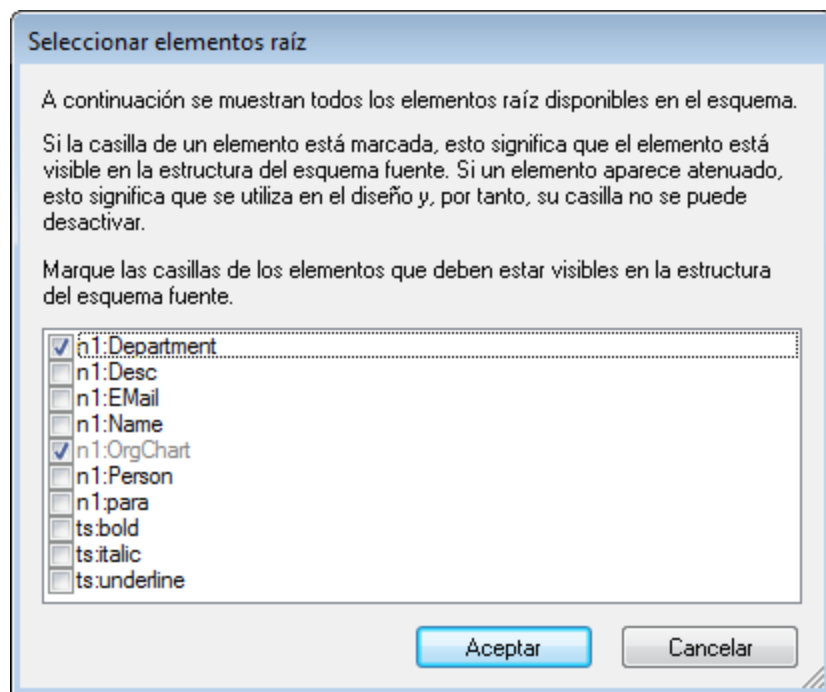 Seleccionar elementos raíz
A continuación se muestran todos los elementos raíz disponibles en el esquema.
Si la casilla de un elemento está marcada, esto significa que el elemento está
visible en la estructura del esquema fuente. Si un elemento aparece atenuado,
esto significa que se utiliza en el diseño y, por tanto, su casilla no se puede
desactivar.
Marque las casillas de los elementos que deben estar visibles en la estructura
del esquema fuente.
n1:Department
n1:Desc
n1:EMail
n1:Name
n1:OrgChart
n1:Person
n1:para
ts:bold
ts:italic
ts:underline
Aceptar
Cancelar